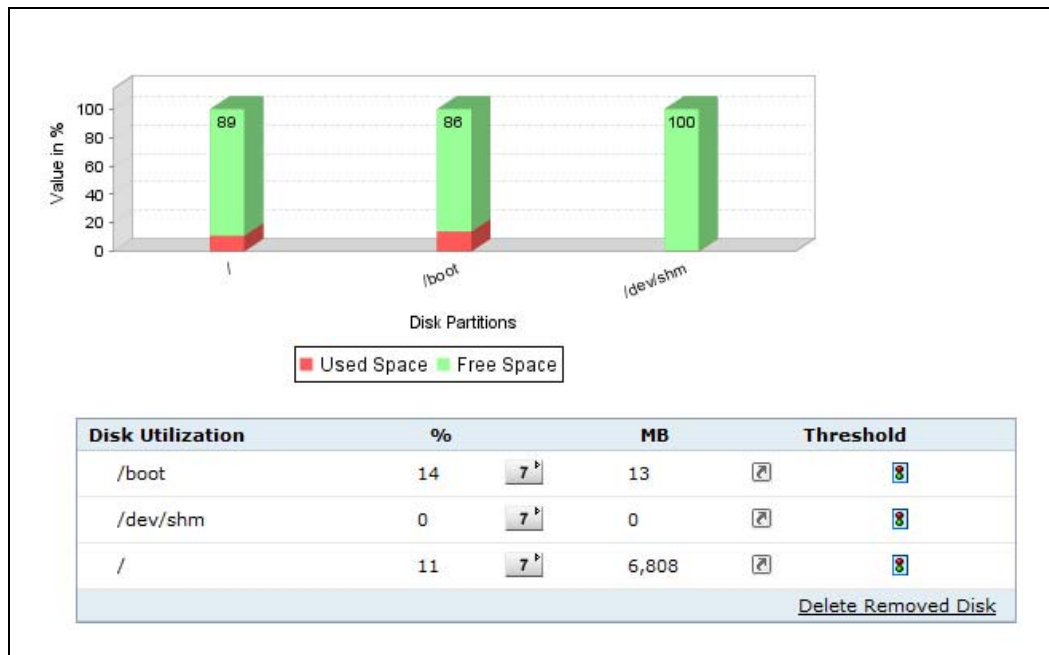 Value in %
100
80
60
40
20
0
89
86
100
/
/boot
/dev/shm
Disk Partitions
Used Space Free Space
Disk Utilization % MB Threshold
/boot 14 7 13
/dev/shm 0 7 0
/ 11 7 6,808
Delete Removed Disk